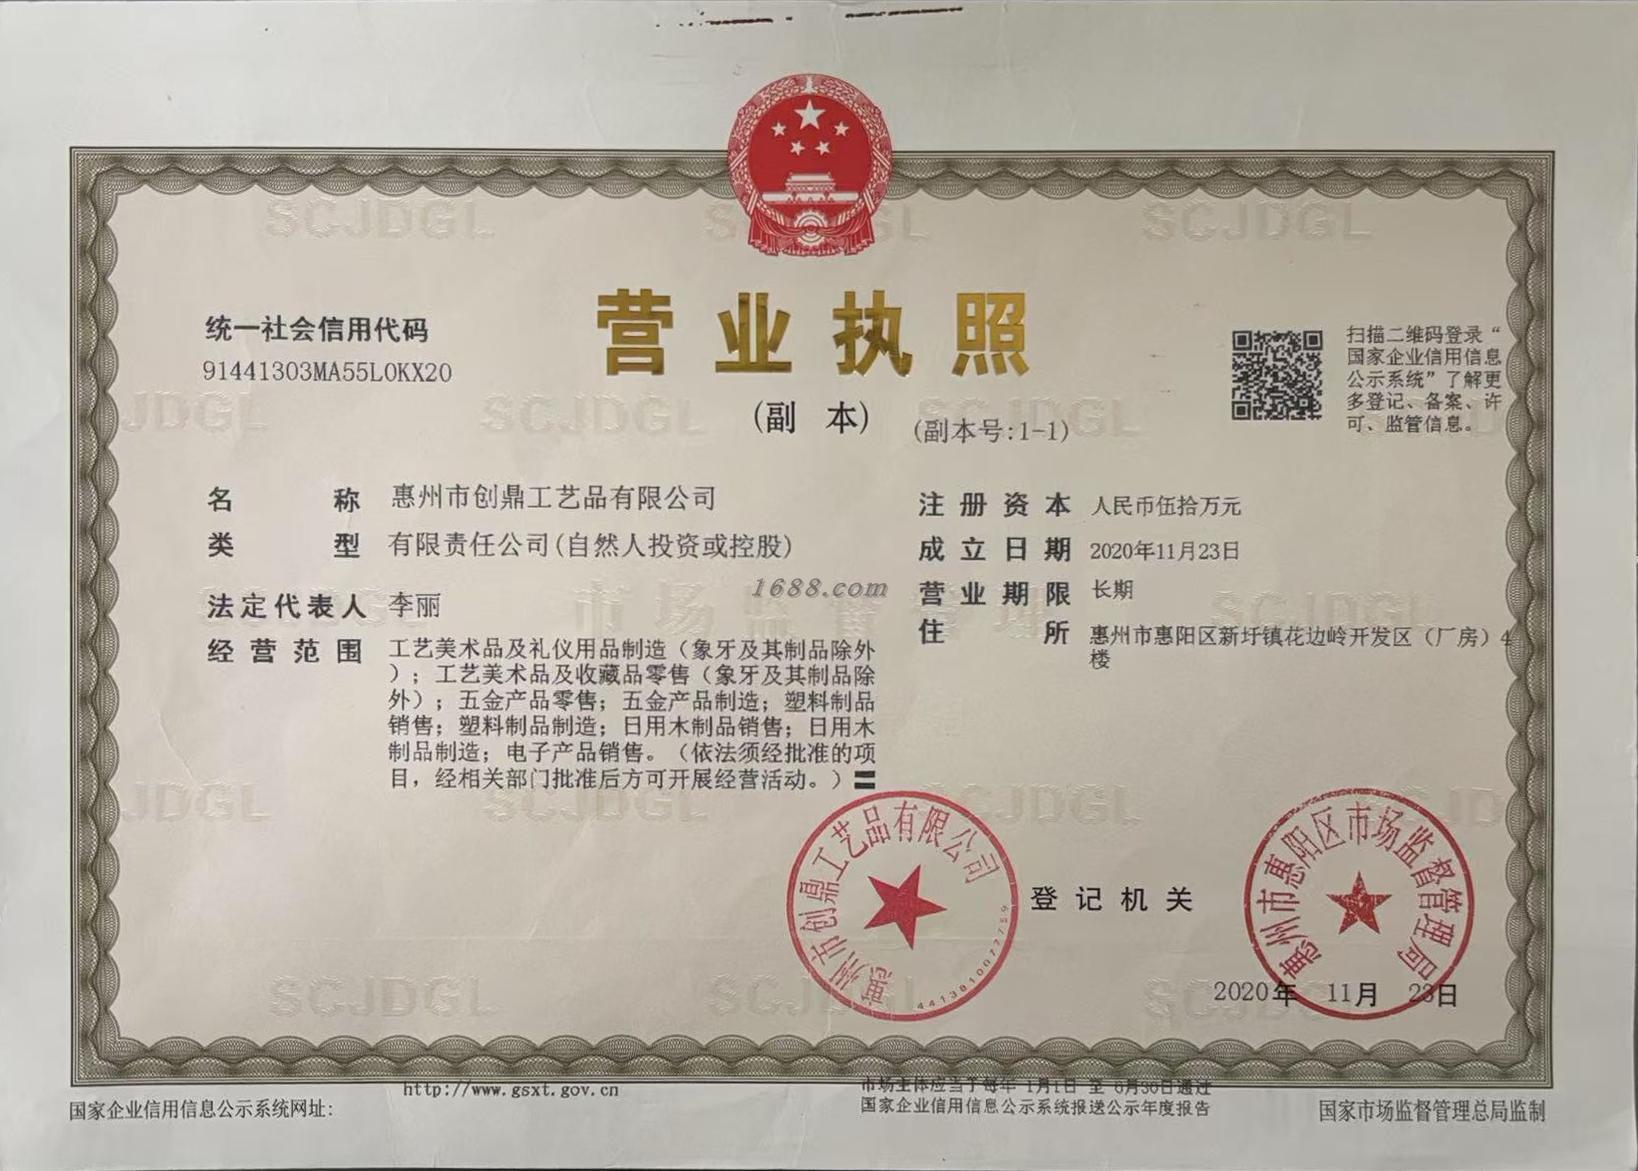 营业执照
(副 本)
(副本号:1-1)
统一社会信用代码
91441303MA55L0KX20
扫描二维码登录“
国家企业信用信息
公示系统”了解更
多登记、备案、许
可、监管信息。
名 称 惠州市创鼎工艺品有限公司
类 型 有限责任公司(自然人投资或控股)
法定代表人 李丽
经营范围 工艺美术品及礼仪用品制造（象牙及其制品除外
）；工艺美术品及收藏品零售（象牙及其制品除
外）；五金产品零售；五金产品制造；塑料制品
销售；塑料制品制造；日用木制品销售；日用木
制品制造；电子产品销售。（依法须经批准的项
目，经相关部门批准后方可开展经营活动。）
注册资本 人民币伍拾万元
成立日期 2020年11月23日
营业期限 长期
住 所 惠州市惠阳区新圩镇花边岭开发区（厂房）4
楼
1688.com
惠州市创鼎工艺品有限公司
登记机关
惠州市惠阳区市场监督管理局
2020年 11月 23日
http://www.gsxt.gov.cn
国家企业信用信息公示系统网址:
市场主体应当于每年 1月1日 至 6月30日通过
国家企业信用信息公示系统报送公示年度报告
国家市场监督管理总局监制
SCJDGL
SCJDGL
SCJDGL
JDGL
SCJDGL
市场监督管理
SCJDGL
JDGL
SCJDGL
SCJDGL
SCJDGL